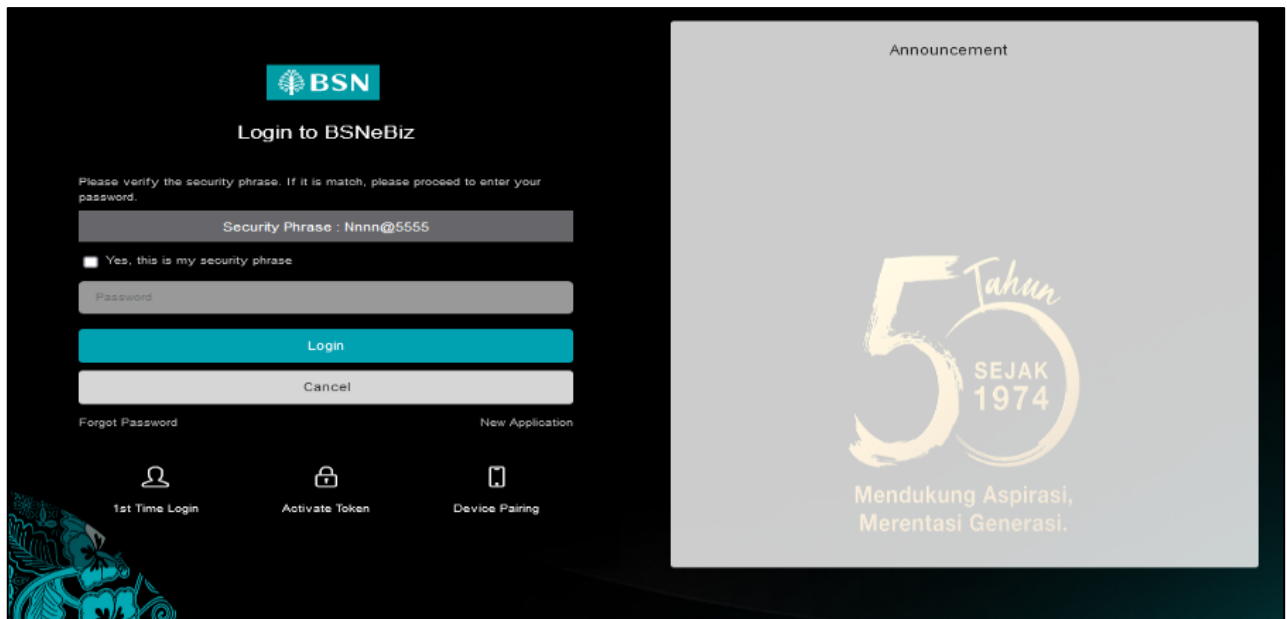 BSN
Login to BSNeBiz
Please verify the security phrase. If it is match, please proceed to enter your
password.
Security Phrase : Nnnn@5555
Yes, this is my security phrase
Password
Login
Cancel
Forgot Password
New Application
1st Time Login
Activate Token
Device Pairing
Announcement
50 Tahun
SEJAK
1974
Mendukung Aspirasi,
Merentasi Generasi.